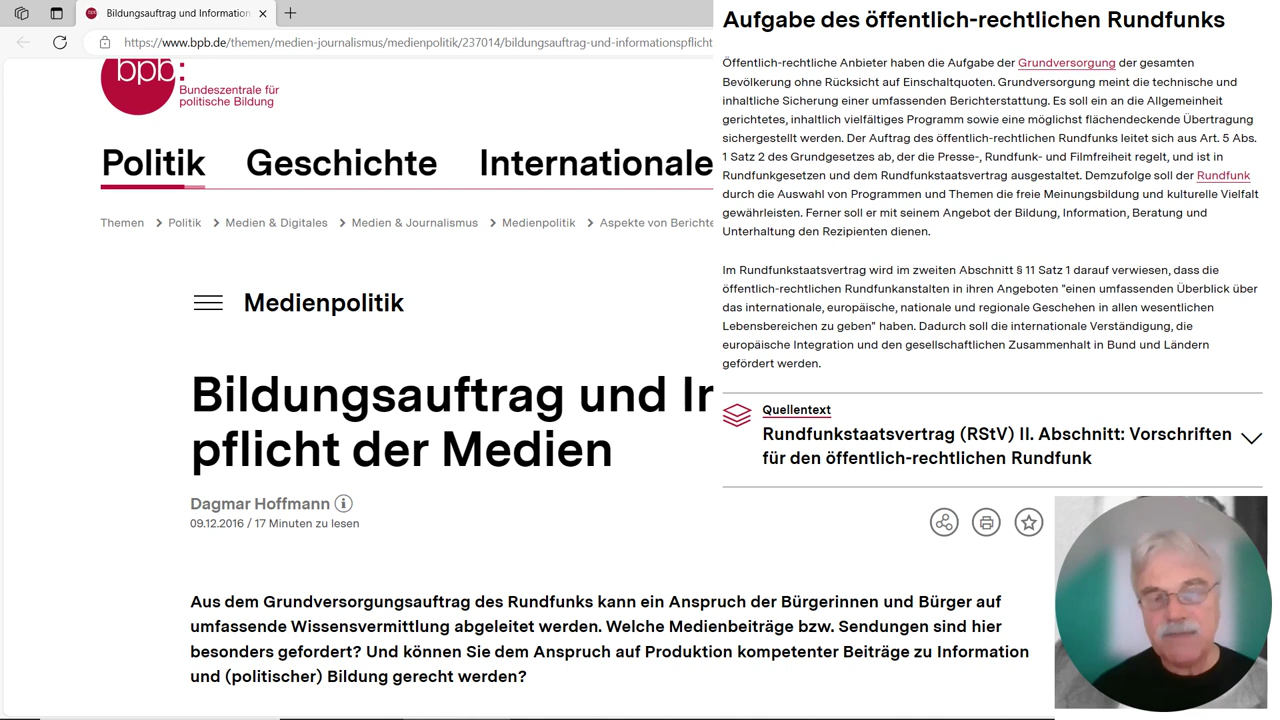 Bildungsauftrag und Information
https://www.bpb.de/themen/medien-journalismus/medienpolitik/237014/bildungsauftrag-und-informationspflicht
bpb:
Bundeszentrale für
politische Bildung
Politik Geschichte Internationale
Themen > Politik > Medien & Digitales > Medien & Journalismus > Medienpolitik > Aspekte von Berichte
Medienpolitik
Bildungsauftrag und In
pflicht der Medien
Dagmar Hoffmann
09.12.2016 / 17 Minuten zu lesen
Aus dem Grundversorgungsauftrag des Rundfunks kann ein Anspruch der Bürgerinnen und Bürger auf
umfassende Wissensvermittlung abgeleitet werden. Welche Medienbeiträge bzw. Sendungen sind hier
besonders gefordert? Und können Sie dem Anspruch auf Produktion kompetenter Beiträge zu Information
und (politischer) Bildung gerecht werden?
Aufgabe des öffentlich-rechtlichen Rundfunks
Öffentlich-rechtliche Anbieter haben die Aufgabe der Grundversorgung der gesamten
Bevölkerung ohne Rücksicht auf Einschaltquoten. Grundversorgung meint die technische und
inhaltliche Sicherung einer umfassenden Berichterstattung. Es soll ein an die Allgemeinheit
gerichtetes, inhaltlich vielfältiges Programm sowie eine möglichst flächendeckende Übertragung
sichergestellt werden. Der Auftrag des öffentlich-rechtlichen Rundfunks leitet sich aus Art. 5 Abs.
1 Satz 2 des Grundgesetzes ab, der die Presse-, Rundfunk- und Filmfreiheit regelt, und ist in
Rundfunkgesetzen und dem Rundfunkstaatsvertrag ausgestaltet. Demzufolge soll der Rundfunk
durch die Auswahl von Programmen und Themen die freie Meinungsbildung und kulturelle Vielfalt
gewährleisten. Ferner soll er mit seinem Angebot der Bildung, Information, Beratung und
Unterhaltung den Rezipienten dienen.
Im Rundfunkstaatsvertrag wird im zweiten Abschnitt § 11 Satz 1 darauf verwiesen, dass die
öffentlich-rechtlichen Rundfunkanstalten in ihren Angeboten "einen umfassenden Überblick über
das internationale, europäische, nationale und regionale Geschehen in allen wesentlichen
Lebensbereichen zu geben" haben. Dadurch soll die internationale Verständigung, die
europäische Integration und den gesellschaftlichen Zusammenhalt in Bund und Ländern
gefördert werden.
Quellentext
Rundfunkstaatsvertrag (RStV) II. Abschnitt: Vorschriften
für den öffentlich-rechtlichen Rundfunk